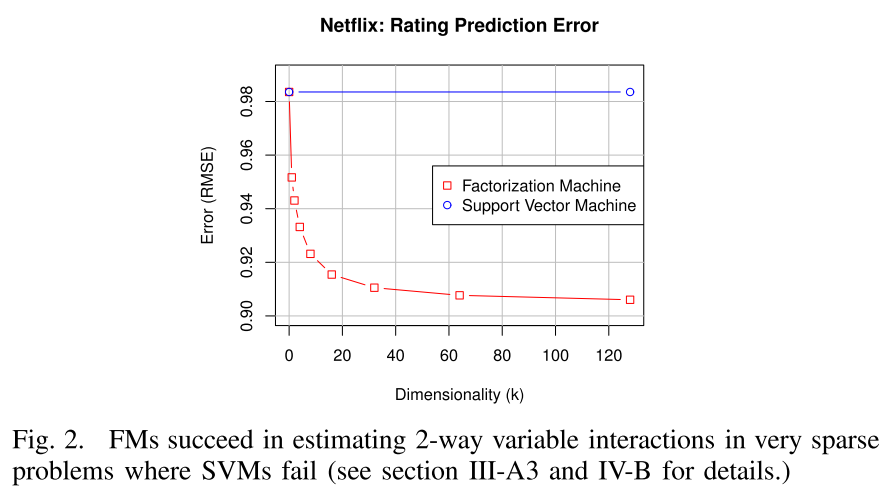 Netflix: Rating Prediction Error
Error (RMSE)
0.98
0.96
0.94
0.92
0.90
Factorization Machine
Support Vector Machine
0 20 40 60 80 100 120
Dimensionality (k)
Fig. 2. FMs succeed in estimating 2-way variable interactions in very sparse
problems where SVMs fail (see section III-A3 and IV-B for details.)